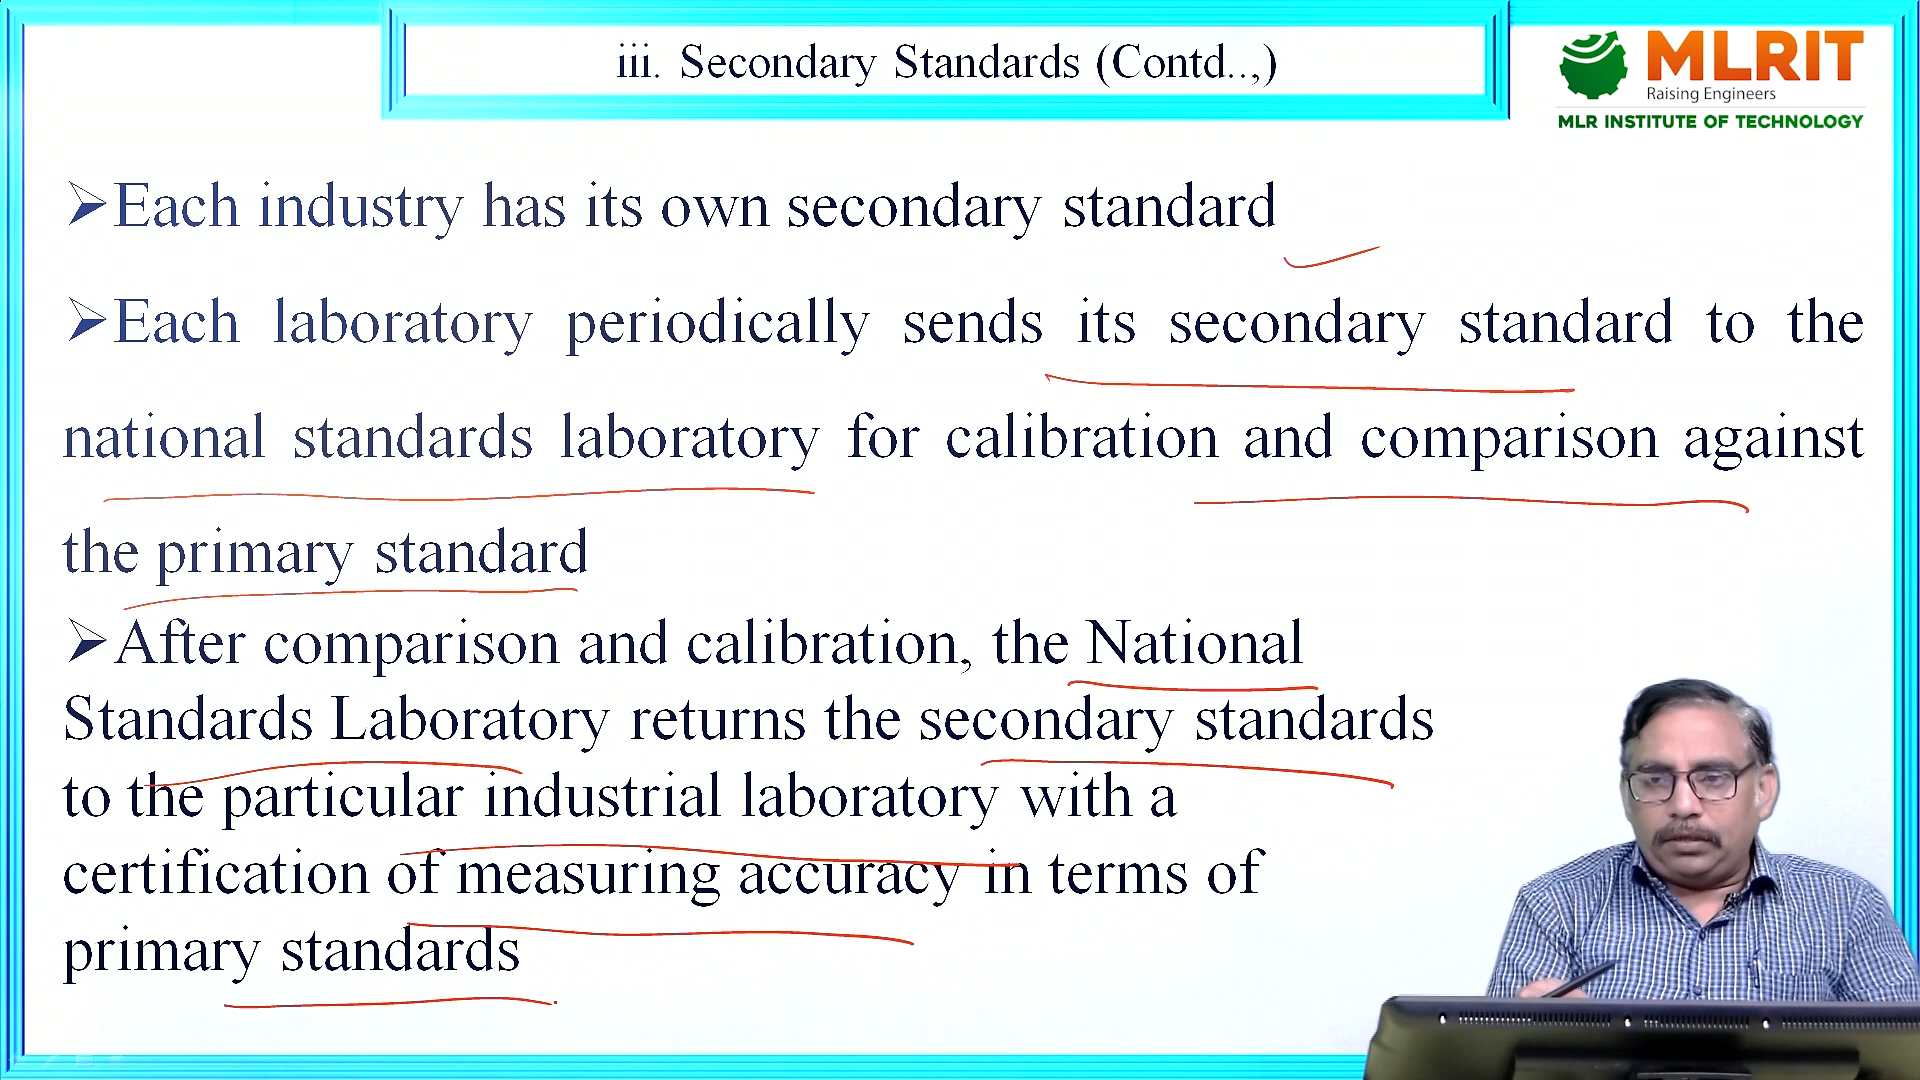 iii. Secondary Standards (Contd..,)
MLRIT
Raising Engineers
MLR INSTITUTE OF TECHNOLOGY
➢Each industry has its own secondary standard
➢Each laboratory periodically sends its secondary standard to the
national standards laboratory for calibration and comparison against
the primary standard
➢After comparison and calibration, the National
Standards Laboratory returns the secondary standards
to the particular industrial laboratory with a
certification of measuring accuracy in terms of
primary standards